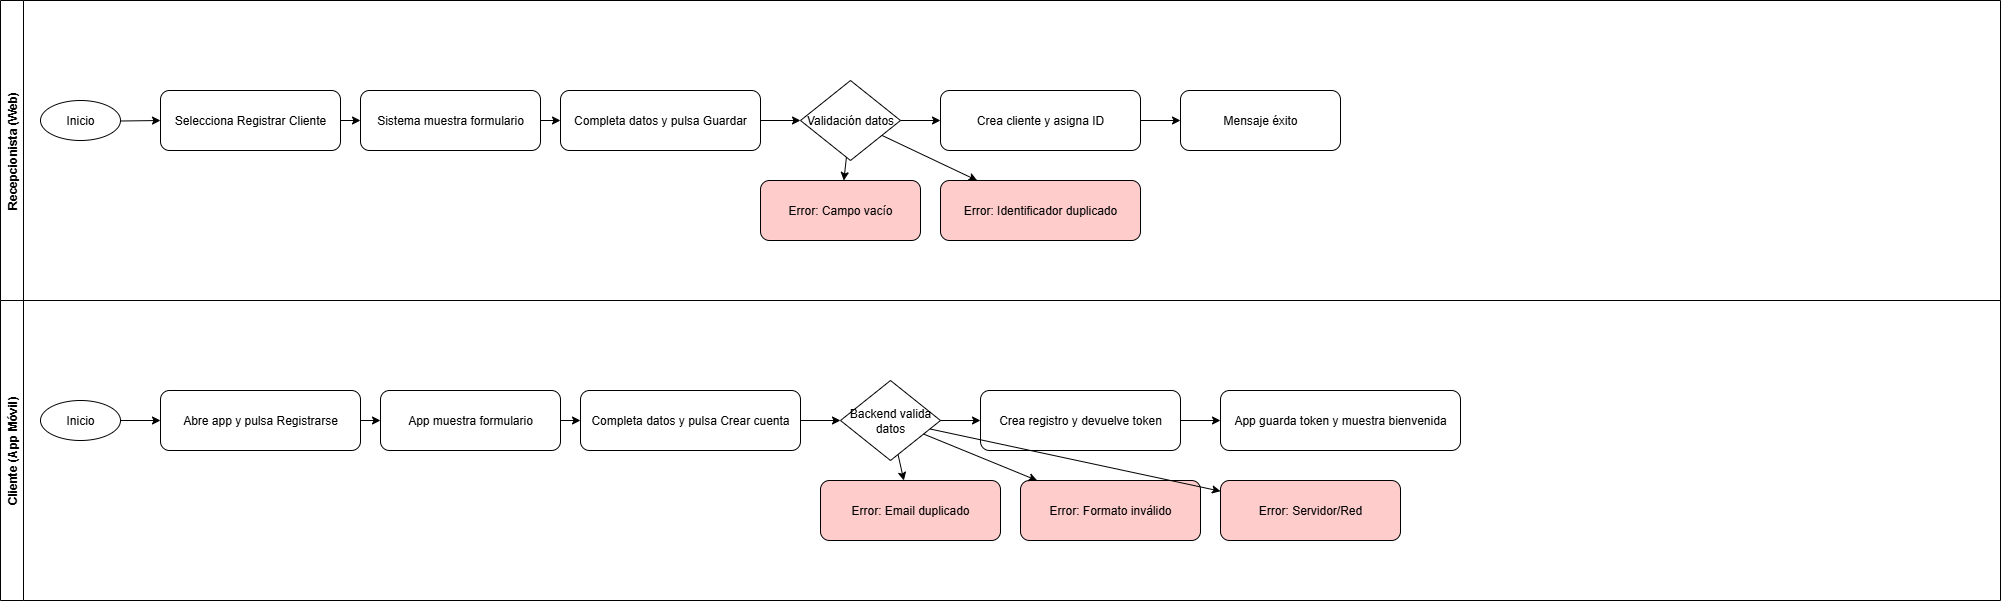 Recepcionista (Web)
Inicio
Selecciona Registrar Cliente
Sistema muestra formulario
Completa datos y pulsa Guardar
Validación datos
Crea cliente y asigna ID
Mensaje éxito
Error: Campo vacío
Error: Identificador duplicado
Cliente (App Móvil)
Inicio
Abre app y pulsa Registrarse
App muestra formulario
Completa datos y pulsa Crear cuenta
Backend valida
datos
Crea registro y devuelve token
App guarda token y muestra bienvenida
Error: Email duplicado
Error: Formato inválido
Error: Servidor/Red